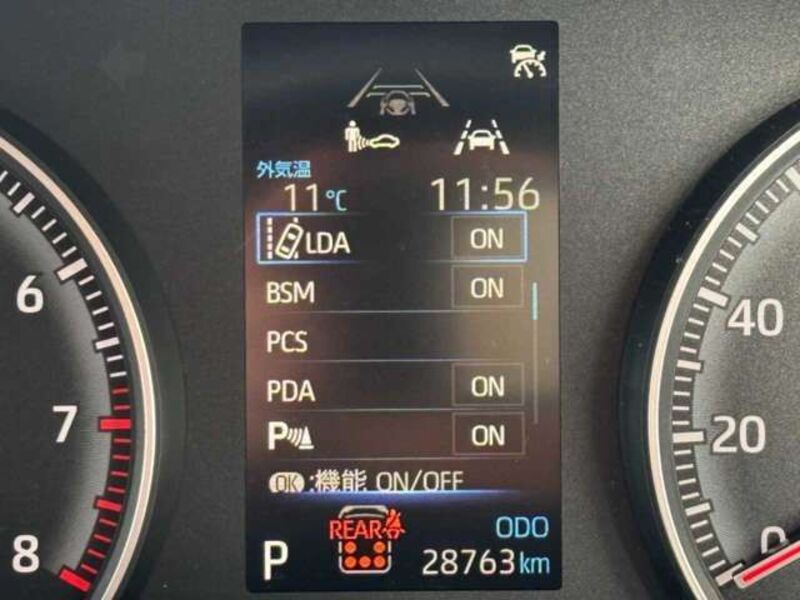 外気温
11°C 11:56
LDA ON
BSM ON
PCS
PDA ON
P ON
OK :機能 ON/OFF
REAR
ODO
P 28763km
6
7
8
40
20
0